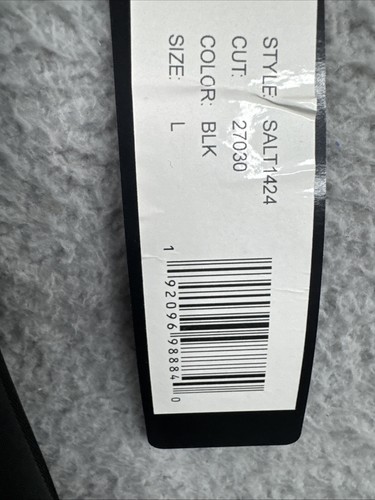 STYLE: SALT1424
CUT: 27030
COLOR: BLK
SIZE: L
1 92096 98884 0